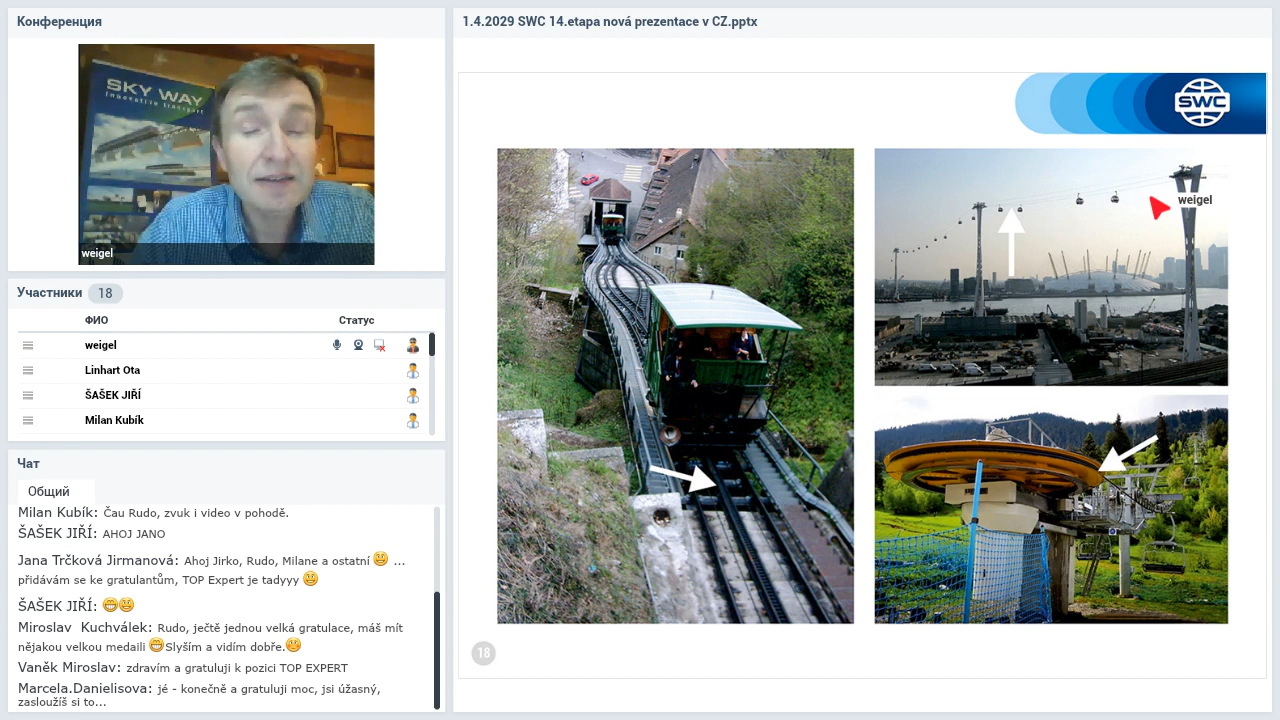 Конференция
SKY WAY
Innovative transport
weigel
Участники 18
ФИО Статус
weigel
Linhart Ota
ŠAŠEK JIŘÍ
Milan Kubík
Чат
Общий
Milan Kubík: Čau Rudo, zvuk i video v pohodě.
ŠAŠEK JIŘÍ: AHOJ JANO
Jana Trčková Jirmanová: Ahoj Jirko, Rudo, Milane a ostatní ...
přidávám se ke gratulantům, TOP Expert je tadyyy
ŠAŠEK JIŘÍ:
Miroslav Kuchválek: Rudo, ječtě jednou velká gratulace, máš mít
nějakou velkou medaili Slyším a vidím dobře.
Vaněk Miroslav: zdravím a gratuluji k pozici TOP EXPERT
Marcela.Danielisova: jé - konečně a gratuluji moc, jsi úžasný,
zasloužíš si to...
1.4.2029 SWC 14.etapa nová prezentace v CZ.pptx
SWC
weigel
18